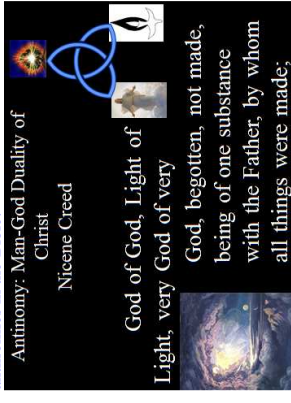 Antinomy: Man-God Duality of
Christ
Nicene Creed
God of God, Light of
Light, very God of very
God, begotten, not made,
being of one substance
with the Father, by whom
all things were made;